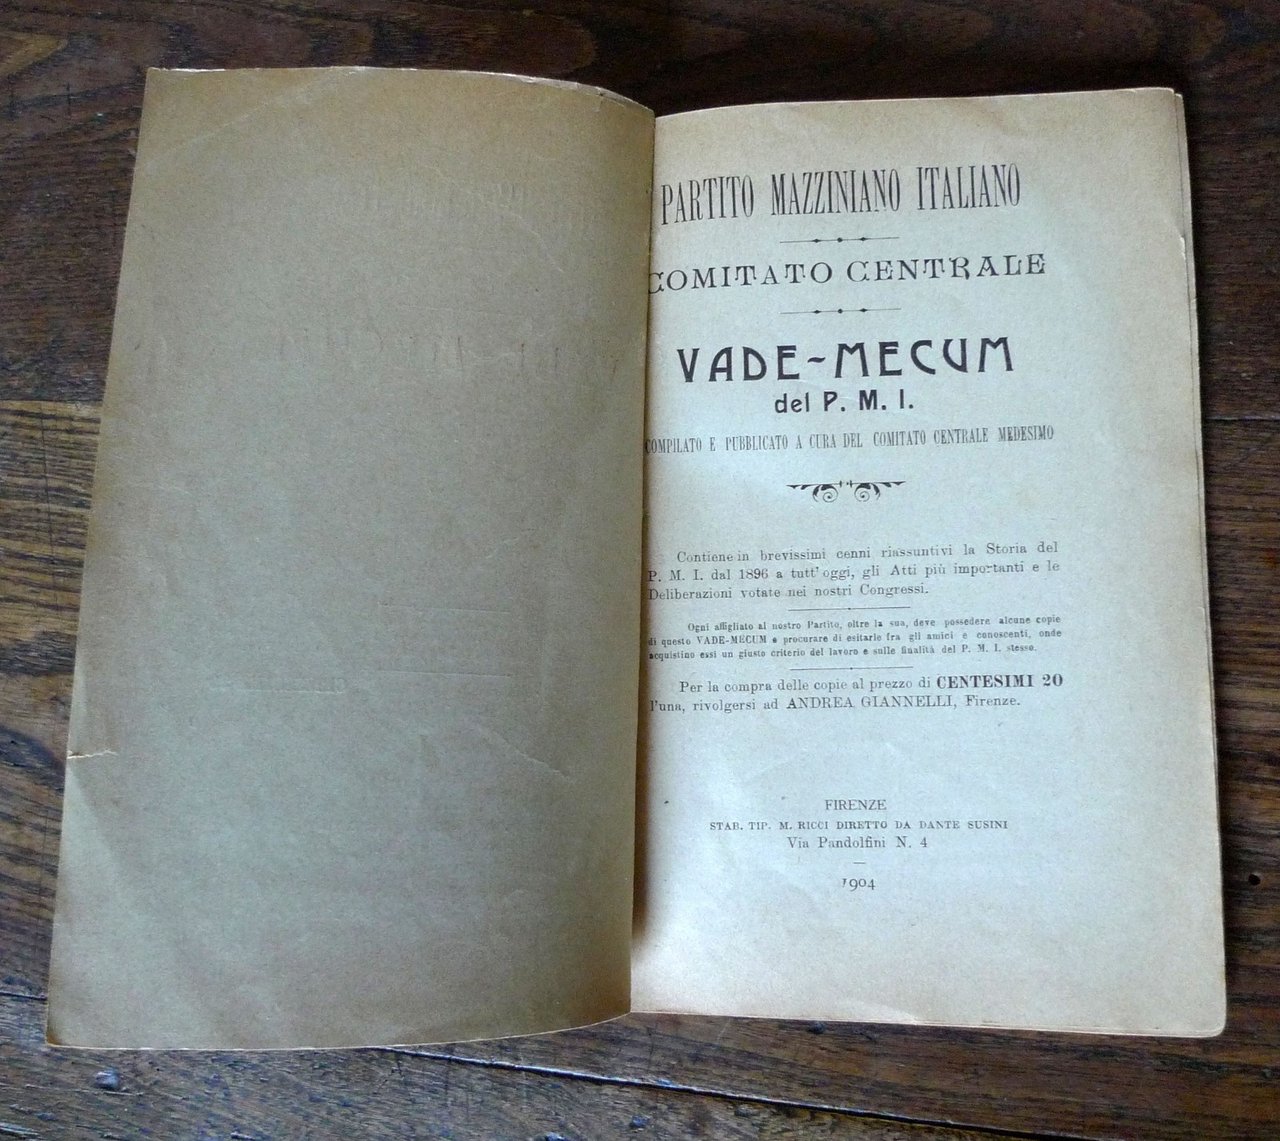 PARTITO MAZZINIANO ITALIANO
COMITATO CENTRALE
VADE-MECUM
del P. M. I.
COMPILATO E PUBBLICATO A CURA DEL COMITATO CENTRALE MEDESIMO
Contiene in brevissimi cenni riassuntivi la Storia del
P. M. I. dal 1896 a tutt'oggi, gli Atti più importanti e le
Deliberazioni votate nei nostri Congressi.
Ogni affigliato al nostro Partito, oltre la sua, deve possedere alcune copie
di questo VADE-MECUM e procurare di esitarle fra gli amici e conoscenti, onde
acquistino essi un giusto criterio del lavoro e sulle finalità del P. M. I. stesso.
Per la compra delle copie al prezzo di CENTESIMI 20
l'una, rivolgersi ad ANDREA GIANNELLI, Firenze.
FIRENZE
STAB. TIP. M. RICCI DIRETTO DA DANTE SUSINI
Via Pandolfini N. 4
1904